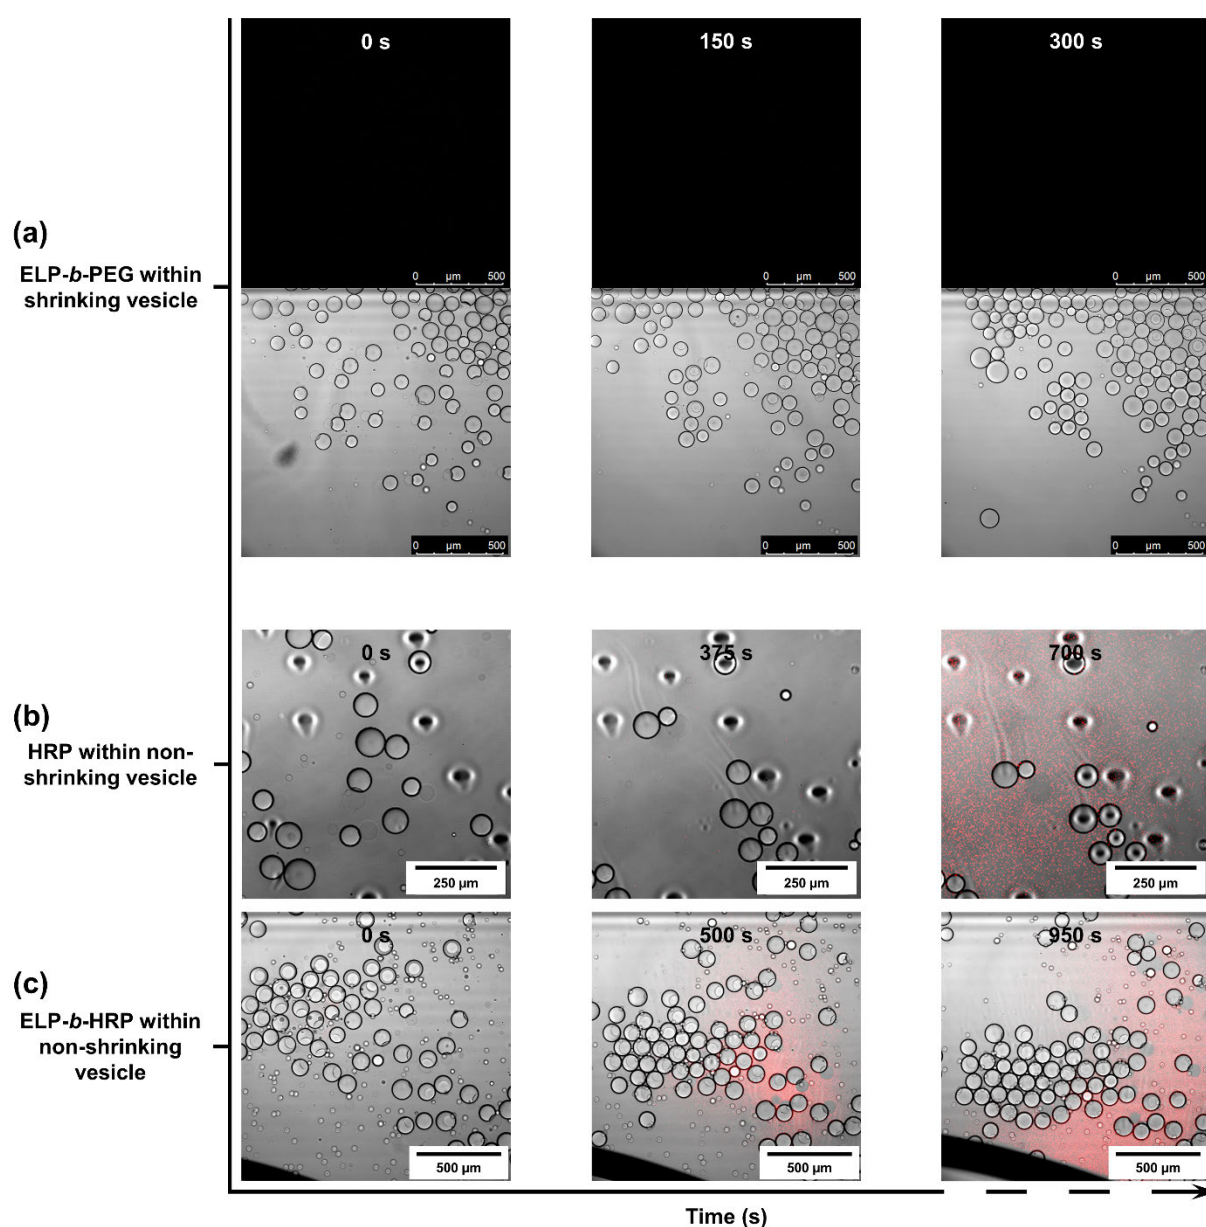 0 s
150 s
300 s
0 µm 500
0 µm 500
0 µm 500
(a)
ELP-b-PEG within
shrinking vesicle
0 µm 500
0 µm 500
0 µm 500
0 s
375 s
700 s
(b)
HRP within non-
shrinking vesicle
250 µm
250 µm
250 µm
0 s
500 s
950 s
(c)
ELP-b-HRP within
non-shrinking
vesicle
500 µm
500 µm
500 µm
Time (s)